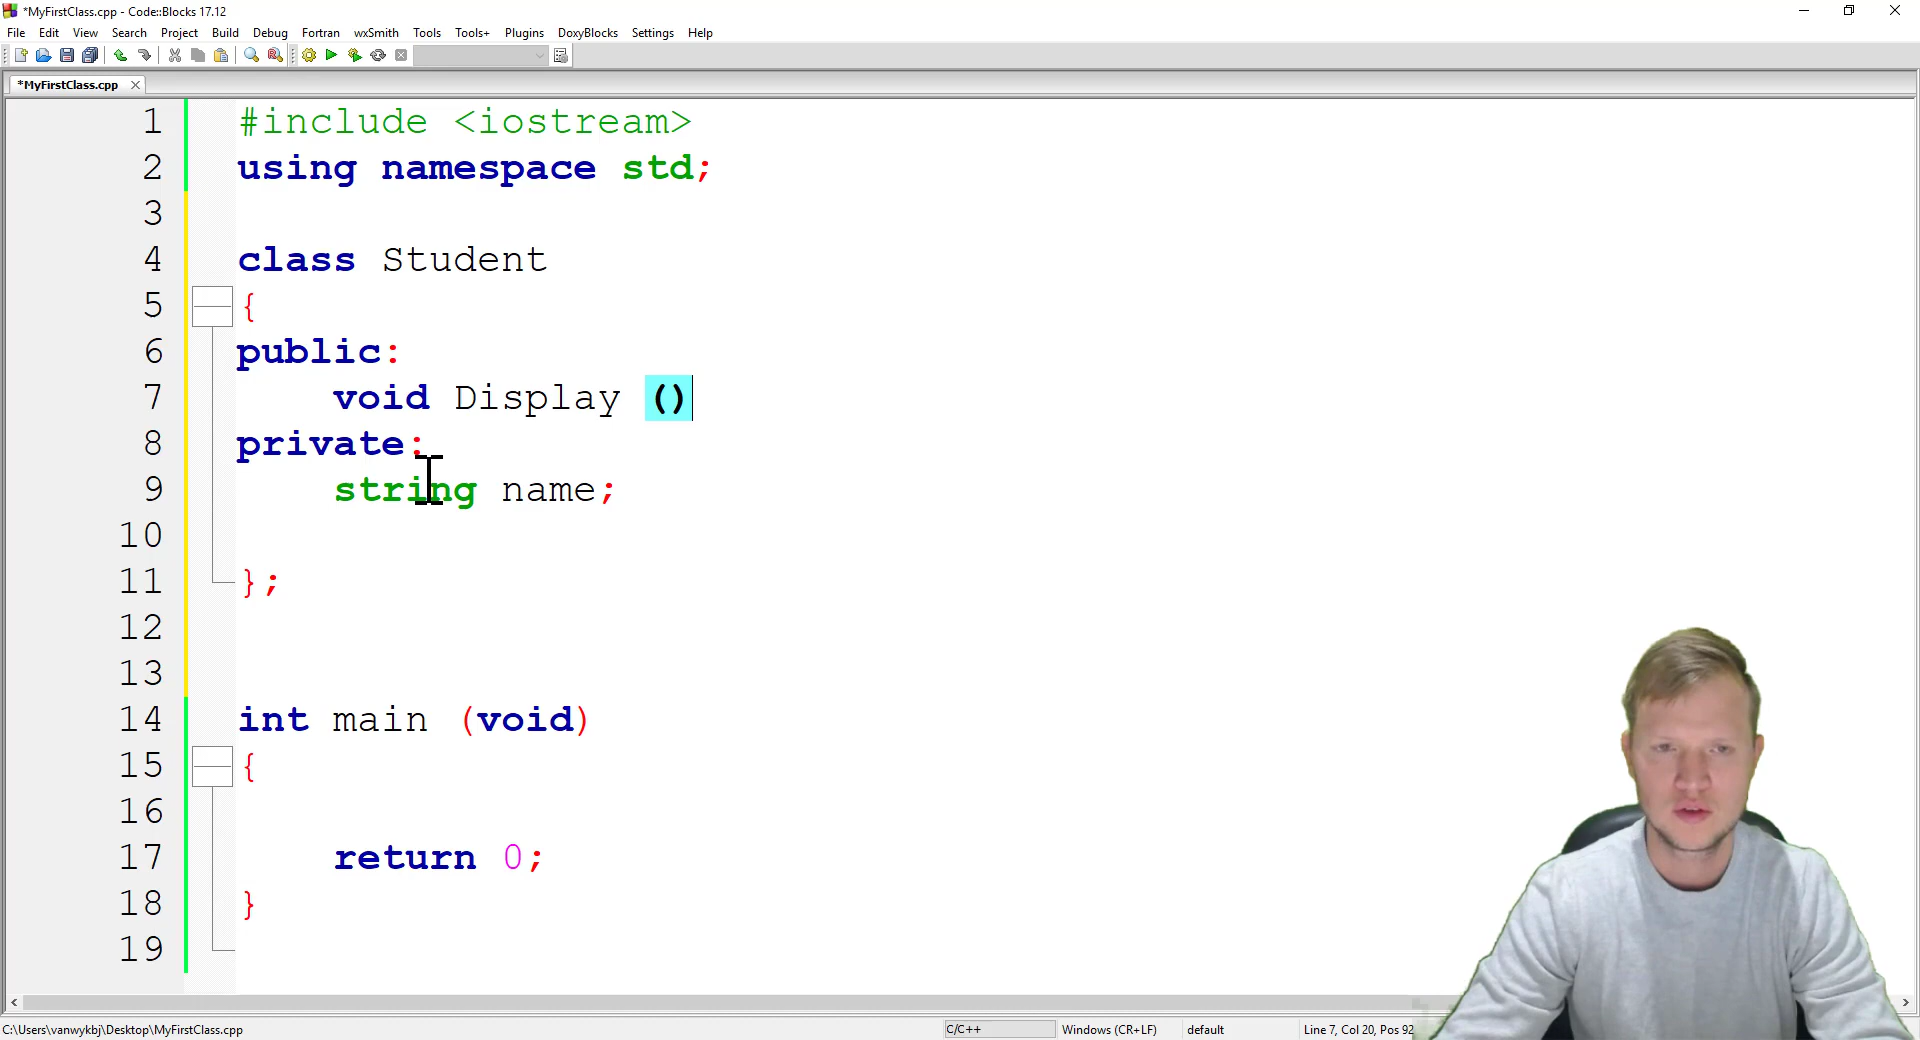 *MyFirstClass.cpp - Code::Blocks 17.12
File Edit View Search Project Build Debug Fortran wxSmith Tools Tools+ Plugins DoxyBlocks Settings Help
*MyFirstClass.cpp
1 #include <iostream>
2 using namespace std;
3
4 class Student
5 {
6 public:
7 void Display ()
8 private:
9 string name;
10
11 };
12
13
14 int main (void)
15 {
16
17 return 0;
18 }
19
C:\Users\vanwykbj\Desktop\MyFirstClass.cpp C/C++ Windows (CR+LF) default Line 7, Col 20, Pos 92